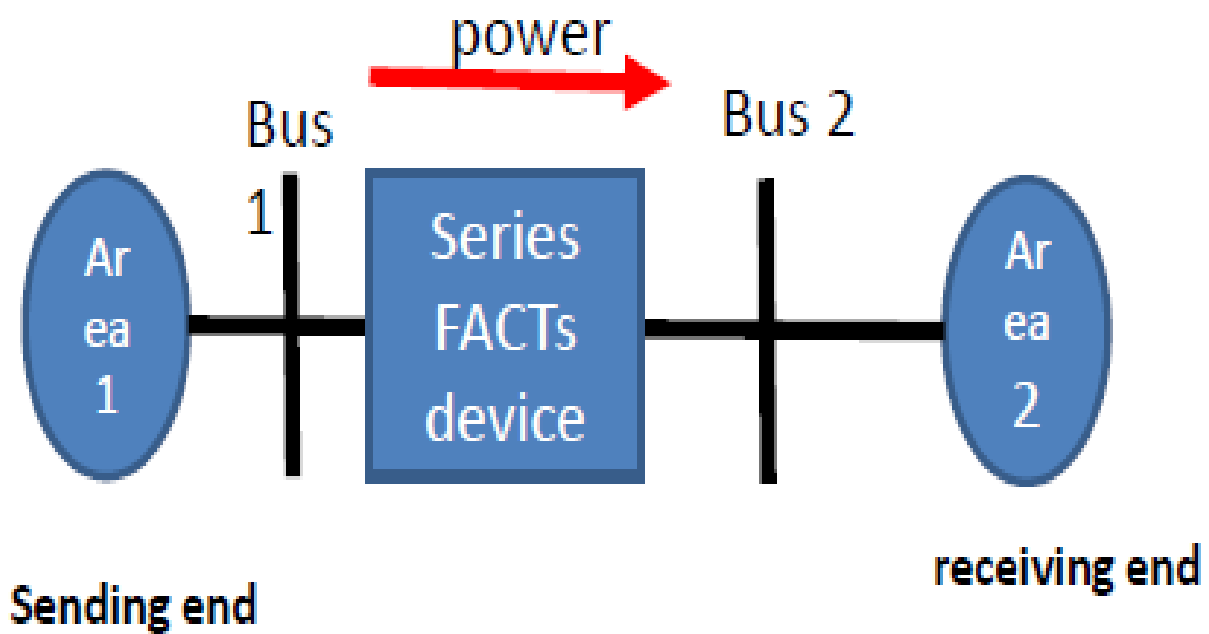 power
Bus
1
Bus 2
Ar
ea
1
Series
FACTs
device
Ar
ea
2
Sending end
receiving end